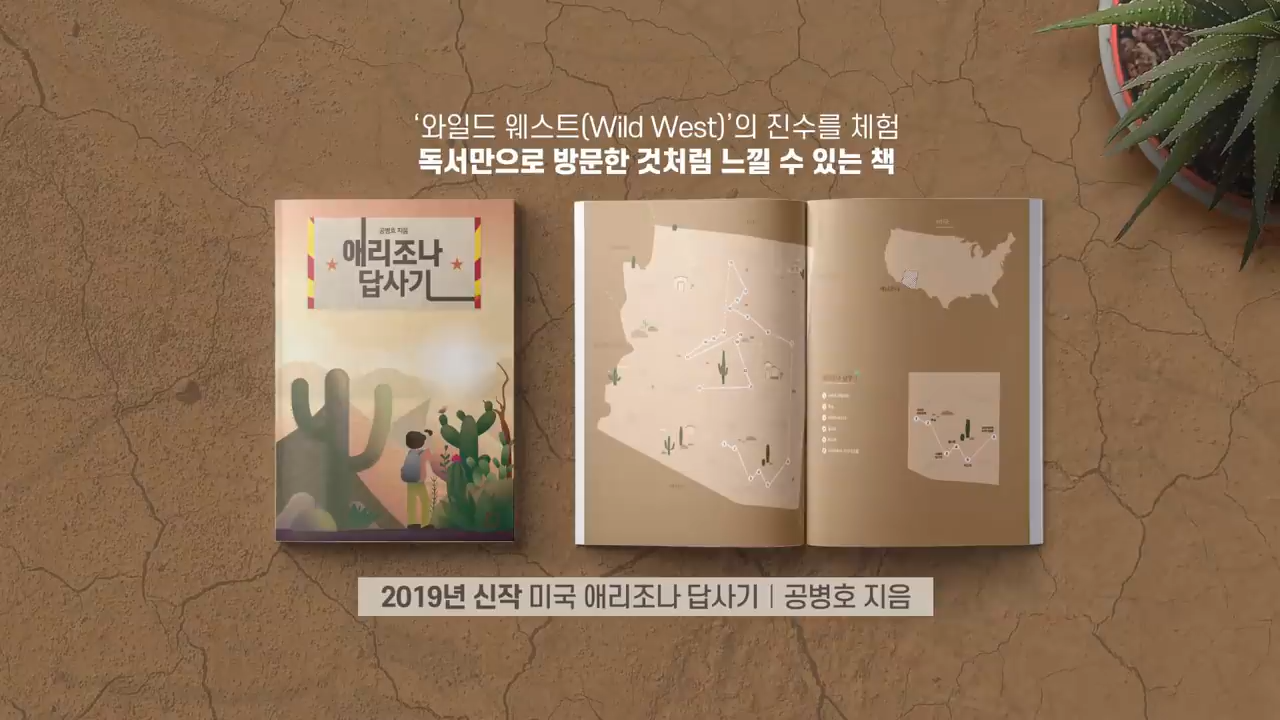 '와일드 웨스트(Wild West)'의 진수를 체험
독서만으로 방문한 것처럼 느낄 수 있는 책
공병호 지음
애리조나
답사기
2019년 신작 미국 애리조나 답사기 | 공병호 지음